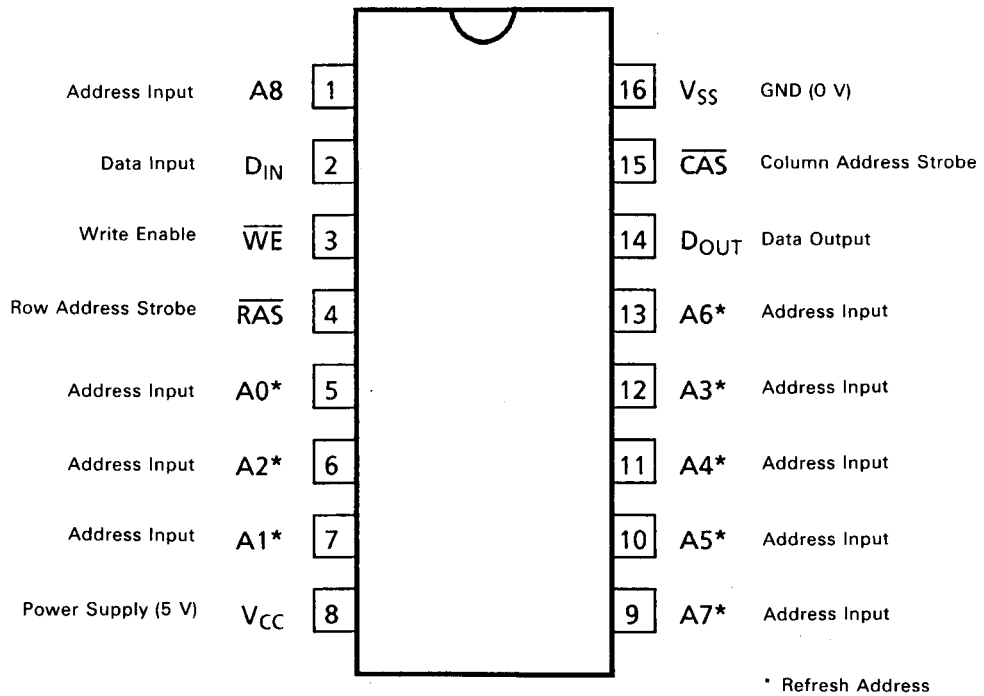 Address Input A8 1 16 VSS GND (0 V)
Data Input DIN 2 15 C̅A̅S̅ Column Address Strobe
Write Enable W̅E̅ 3 14 DOUT Data Output
Row Address Strobe R̅A̅S̅ 4 13 A6* Address Input
Address Input A0* 5 12 A3* Address Input
Address Input A2* 6 11 A4* Address Input
Address Input A1* 7 10 A5* Address Input
Power Supply (5 V) VCC 8 9 A7* Address Input
* Refresh Address